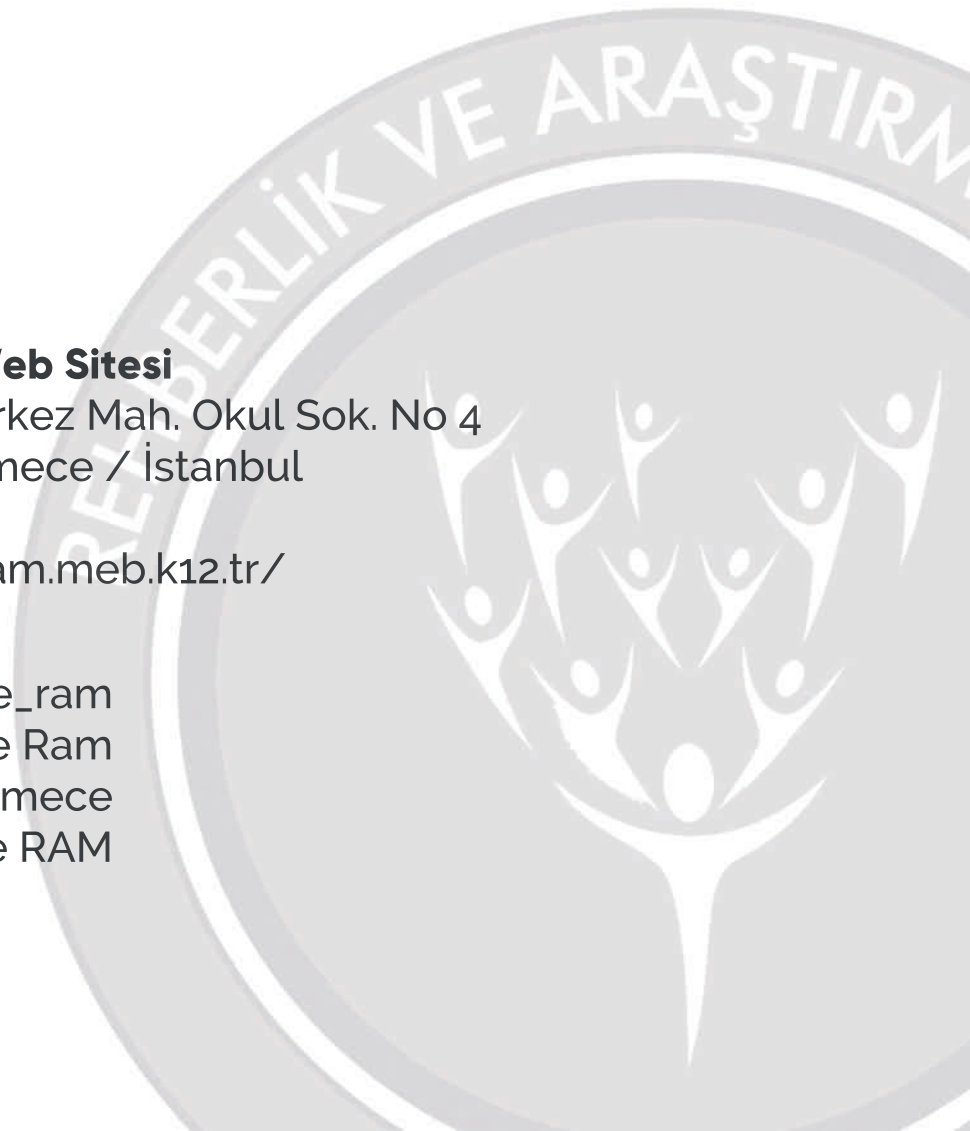 REHBERLİK VE ARAŞTIRM
eb Sitesi
rkez Mah. Okul Sok. No 4
mece / İstanbul
am.meb.k12.tr/
e_ram
e Ram
mece
e RAM